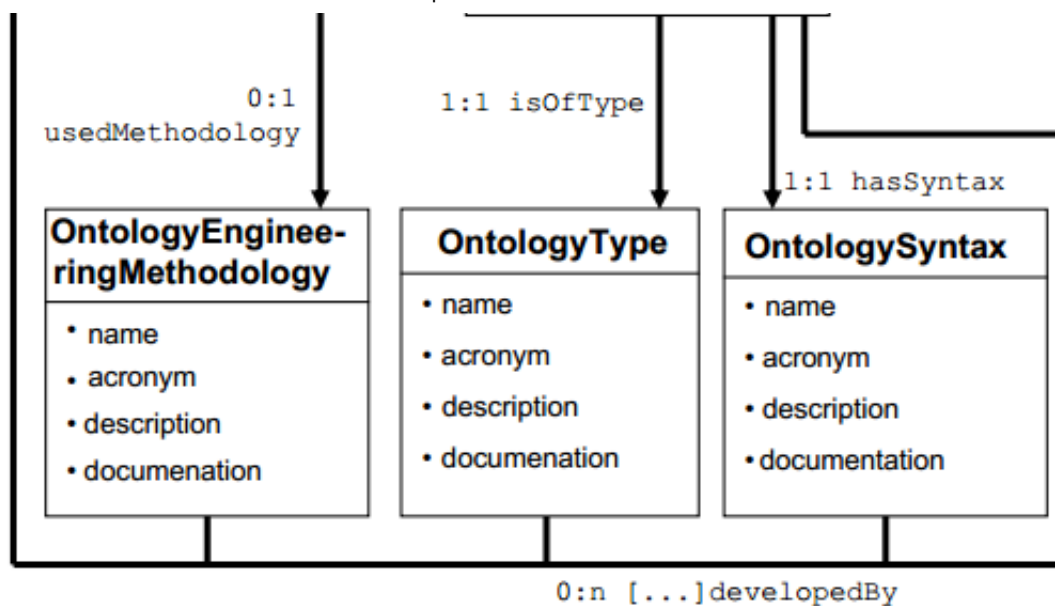 0:1
usedMethodology
1:1 isOfType
1:1 hasSyntax
OntologyEnginee-
ringMethodology
• name
• acronym
• description
• documenation
OntologyType
• name
• acronym
• description
• documenation
OntologySyntax
• name
• acronym
• description
• documentation
0:n [...]developedBy